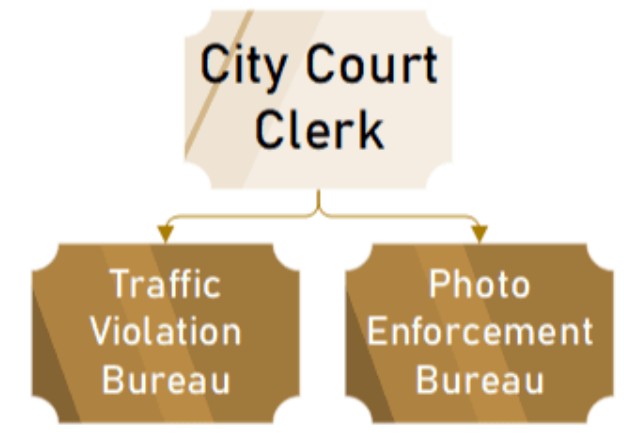 City Court
Clerk
Traffic
Violation
Bureau
Photo
Enforcement
Bureau